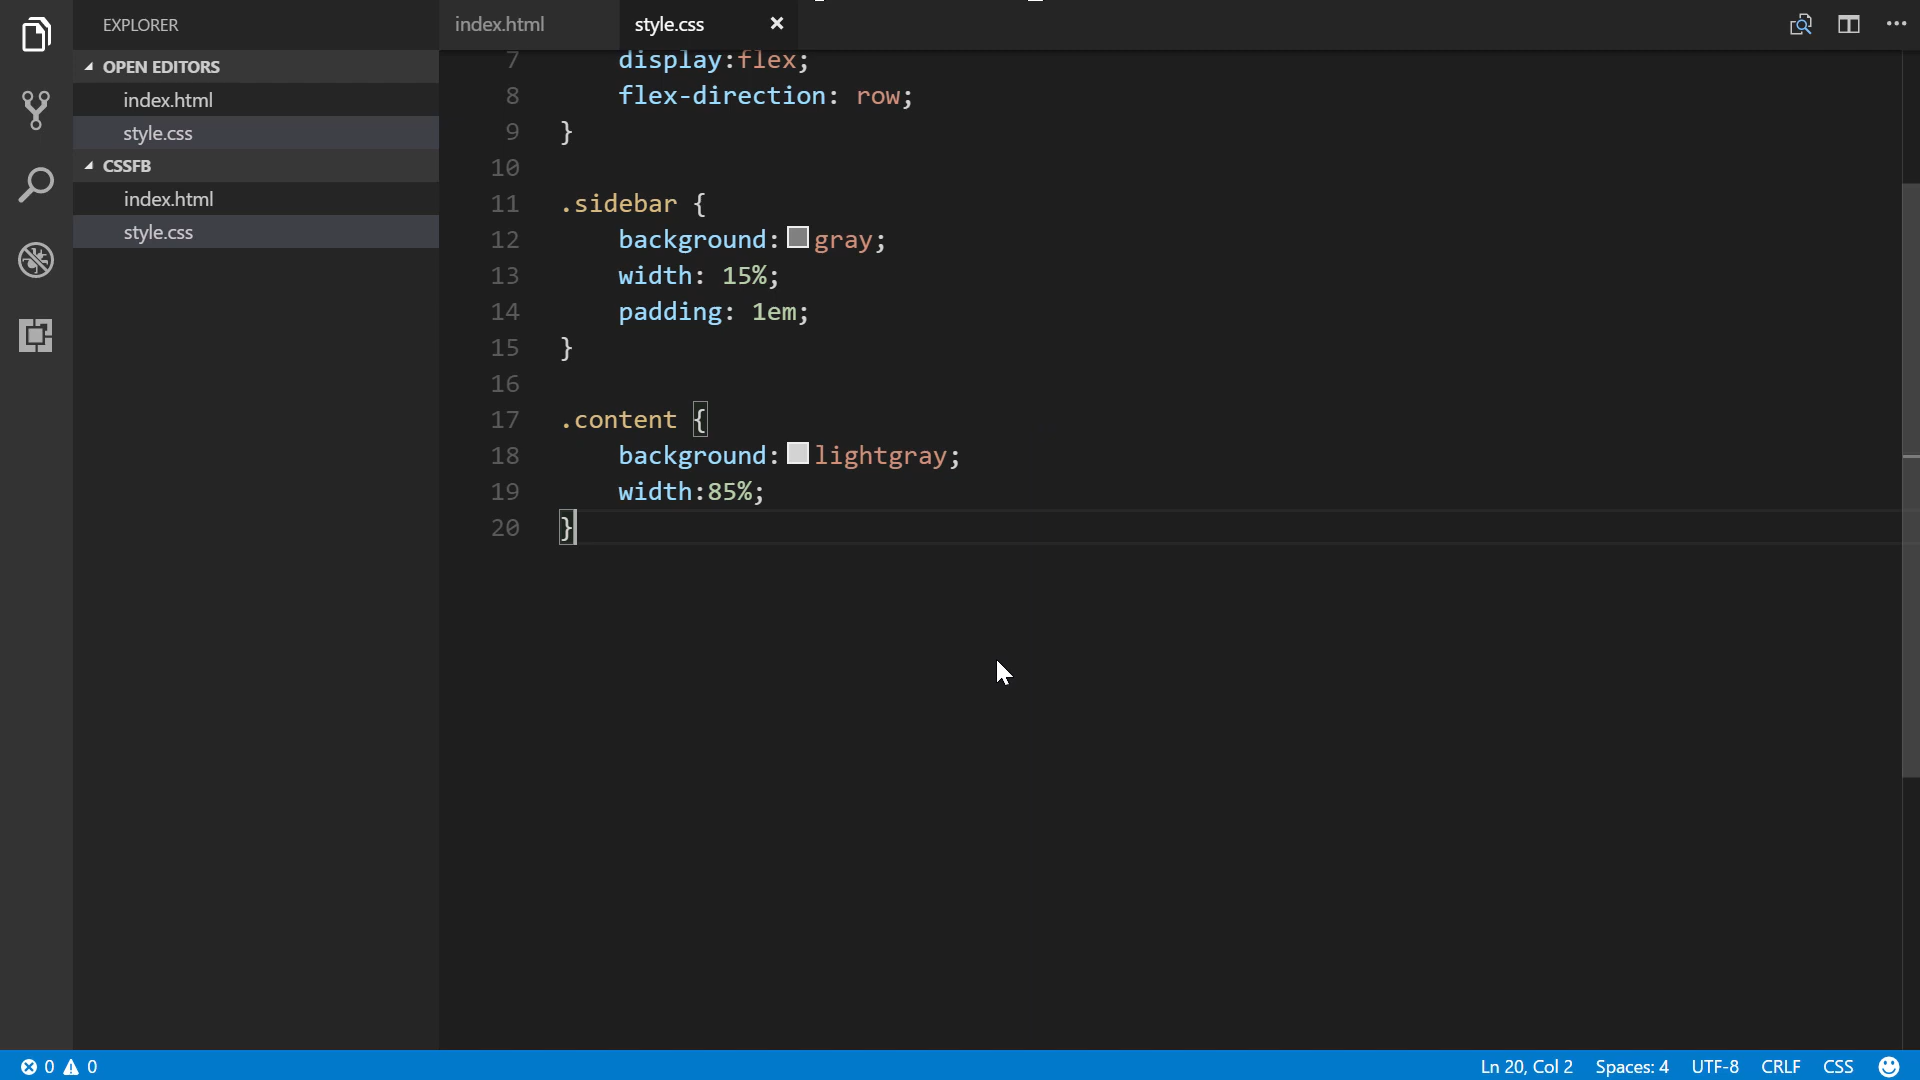 EXPLORER
OPEN EDITORS
index.html
style.css
CSSFB
index.html
style.css
index.html style.css
7 display:flex;
8 flex-direction: row;
9 }
10
11 .sidebar {
12 background: gray;
13 width: 15%;
14 padding: 1em;
15 }
16
17 .content {
18 background: lightgray;
19 width:85%;
20 }
0 0 Ln 20, Col 2 Spaces: 4 UTF-8 CRLF CSS